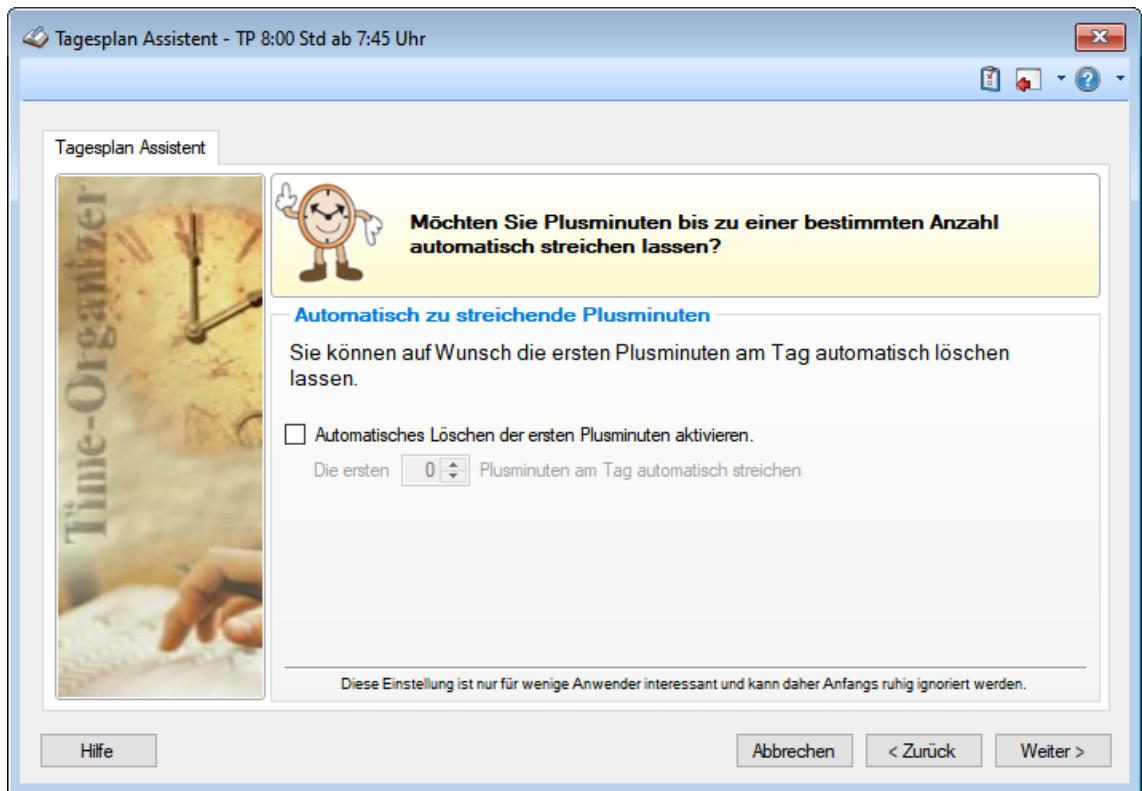 Tagesplan Assistent - TP 8:00 Std ab 7:45 Uhr
Tagesplan Assistent
Time-Organizer
Möchten Sie Plusminuten bis zu einer bestimmten Anzahl
automatisch streichen lassen?
Automatisch zu streichende Plusminuten
Sie können auf Wunsch die ersten Plusminuten am Tag automatisch löschen
lassen.
Automatisches Löschen der ersten Plusminuten aktivieren.
Die ersten 0 Plusminuten am Tag automatisch streichen
Diese Einstellung ist nur für wenige Anwender interessant und kann daher Anfangs ruhig ignoriert werden.
Hilfe Abbrechen < Zurück Weiter >